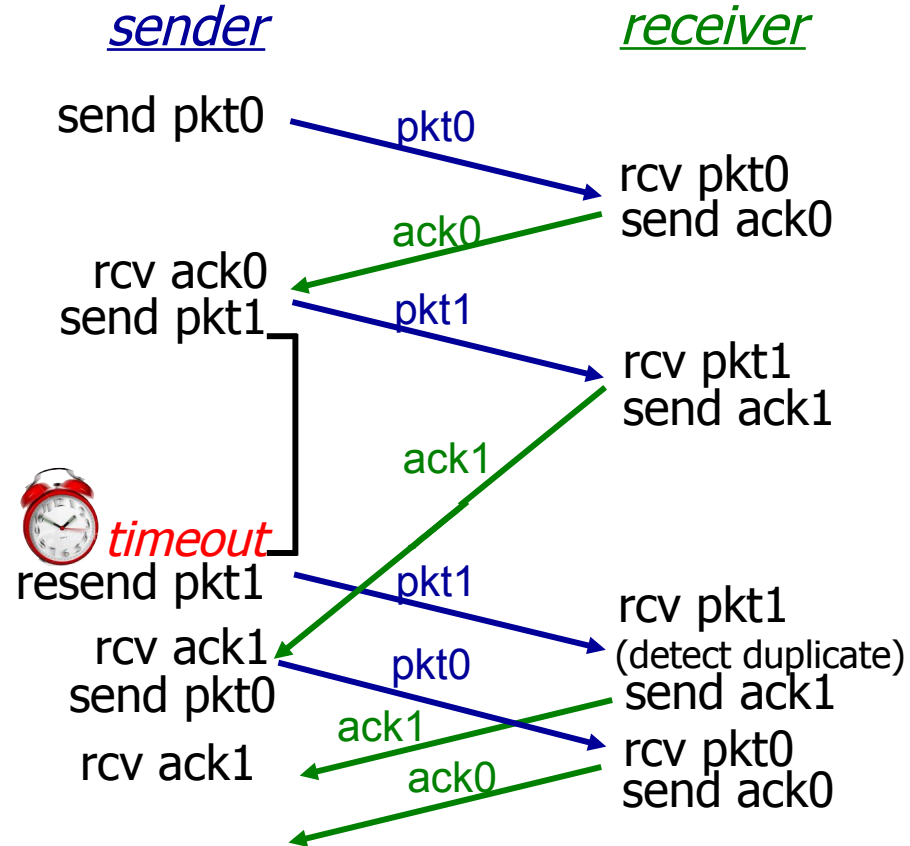 sender
receiver
send pkt0
pkt0
rcv pkt0
send ack0
ack0
rcv ack0
send pkt1
pkt1
rcv pkt1
send ack1
ack1
timeout
resend pkt1
pkt1
rcv pkt1
(detect duplicate)
send ack1
rcv ack1
send pkt0
pkt0
ack1
rcv ack1
rcv pkt0
send ack0
ack0